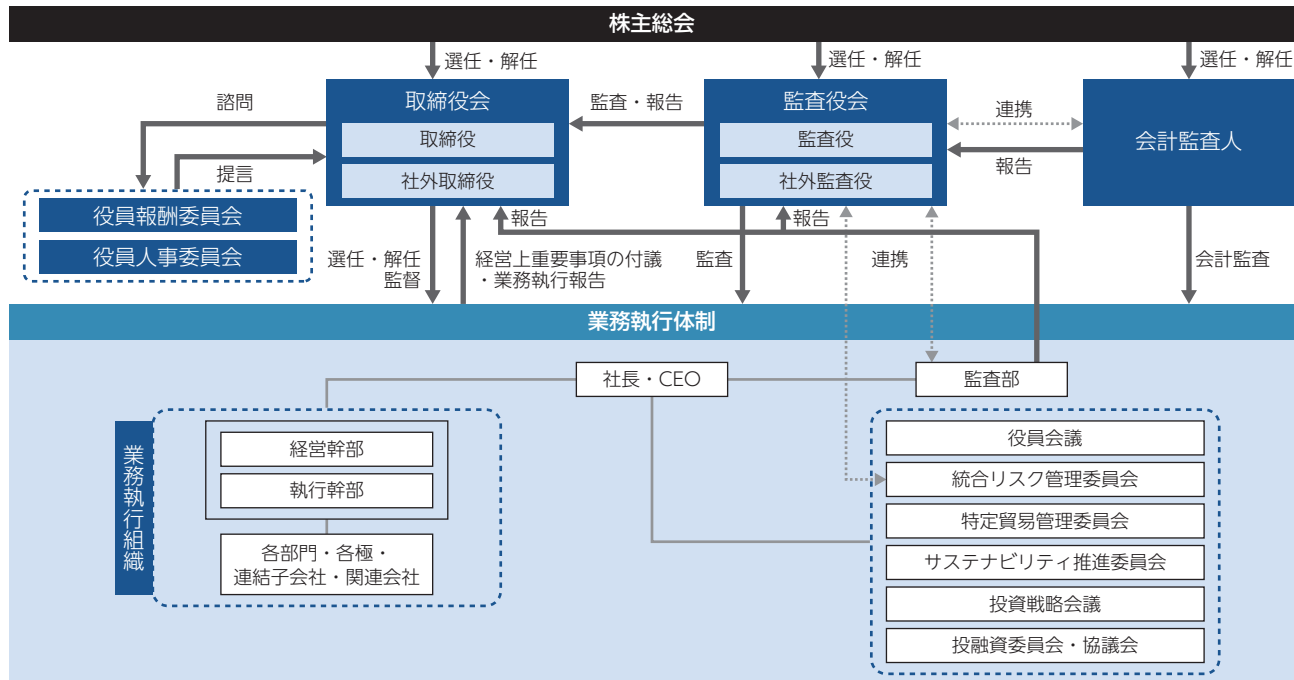 株主総会
選任・解任
選任・解任
選任・解任
諮問
取締役会
取締役
社外取締役
監査・報告
監査役会
監査役
社外監査役
連携
報告
会計監査人
提言
役員報酬委員会
役員人事委員会
選任・解任
監督
報告
経営上重要事項の付議
・業務執行報告
監査
報告
連携
会計監査
業務執行体制
社長・CEO
監査部
業務執行組織
経営幹部
執行幹部
各部門・各極・
連結子会社・関連会社
役員会議
統合リスク管理委員会
特定貿易管理委員会
サステナビリティ推進委員会
投資戦略会議
投融資委員会・協議会